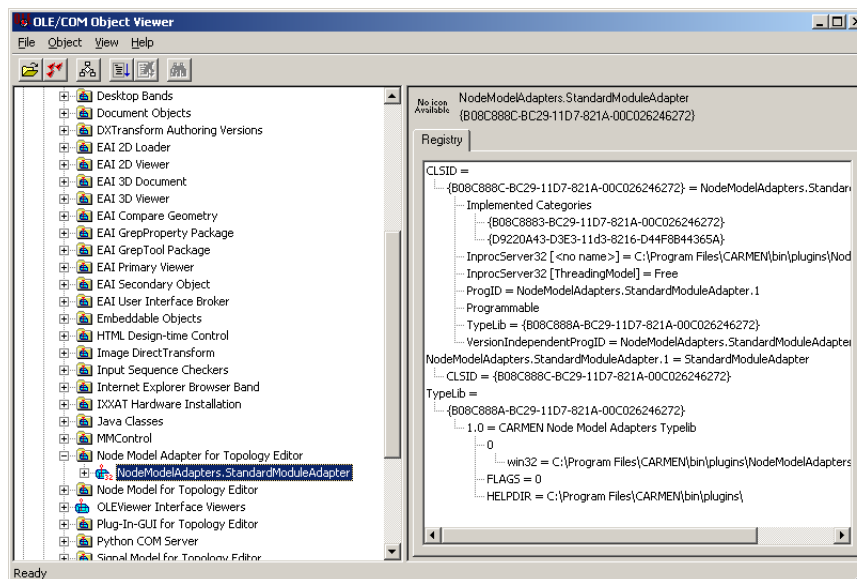 OLE/COM Object Viewer
File Object View Help
Desktop Bands
Document Objects
DXTransform Authoring Versions
EAI 2D Loader
EAI 2D Viewer
EAI 3D Document
EAI 3D Viewer
EAI Compare Geometry
EAI GrepProperty Package
EAI GrepTool Package
EAI Primary Viewer
EAI Secondary Object
EAI User Interface Broker
Embeddable Objects
HTML Design-time Control
Image DirectTransform
Input Sequence Checkers
Internet Explorer Browser Band
IXXAT Hardware Installation
Java Classes
MMControl
Node Model Adapter for Topology Editor
32 NodeModelAdapters.StandardModuleAdapter
Node Model for Topology Editor
OLEViewer Interface Viewers
Plug-In-GUI for Topology Editor
Python COM Server
Signal Model for Topology Editor
No icon Available
NodeModelAdapters.StandardModuleAdapter
{B08C888C-BC29-11D7-821A-00C026246272}
Registry
CLSID =
{B08C888C-BC29-11D7-821A-00C026246272} = NodeModelAdapters.Standard
Implemented Categories
{B08C8883-BC29-11D7-821A-00C026246272}
{D9220A43-D3E3-11d3-8216-D44F8B44365A}
InprocServer32 [<no name>] = C:\Program Files\CARMEN\bin\plugins\Nod
InprocServer32 [ThreadingModel] = Free
ProgID = NodeModelAdapters.StandardModuleAdapter.1
Programmable
TypeLib = {B08C888A-BC29-11D7-821A-00C026246272}
VersionIndependentProgID = NodeModelAdapters.StandardModuleAdapte
NodeModelAdapters.StandardModuleAdapter.1 = StandardModuleAdapter
CLSID = {B08C888C-BC29-11D7-821A-00C026246272}
TypeLib =
{B08C888A-BC29-11D7-821A-00C026246272}
1.0 = CARMEN Node Model Adapters Typelib
0
win32 = C:\Program Files\CARMEN\bin\plugins\NodeModelAdapters
FLAGS = 0
HELPDIR = C:\Program Files\CARMEN\bin\plugins\
Ready